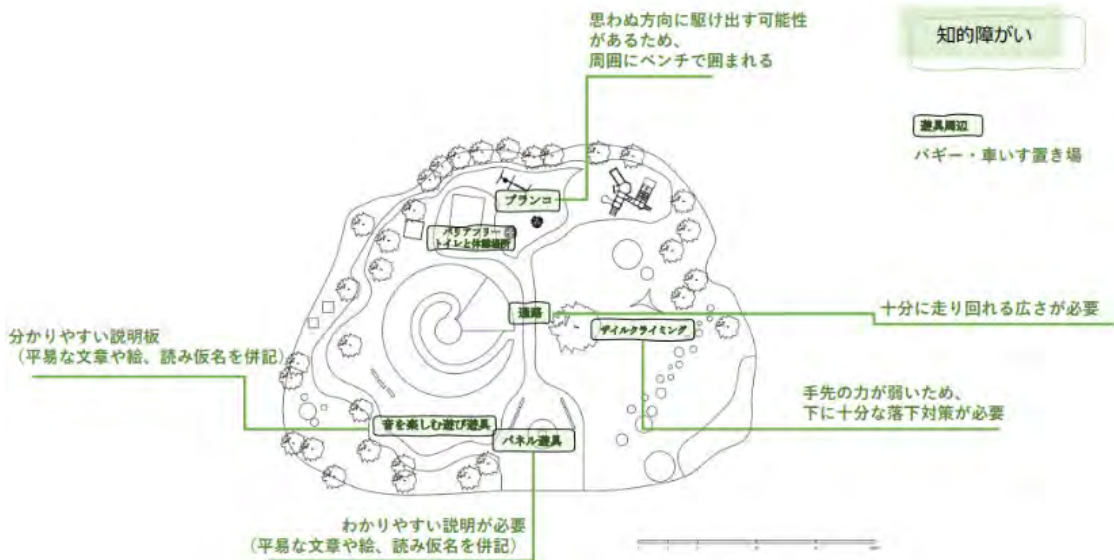 思わぬ方向に駆け出す可能性
があるため、
周囲にベンチで囲まれる
知的障がい
遊具周辺
バギー・車いす置き場
ブランコ
バリアフリー
トイレと休憩場所
通路
十分に走り回れる広さが必要
ザイルクライミング
分かりやすい説明板
（平易な文章や絵、読み仮名を併記）
手先の力が弱いため、
下に十分な落下対策が必要
音を楽しむ遊び遊具
パネル遊具
わかりやすい説明が必要
（平易な文章や絵、読み仮名を併記）